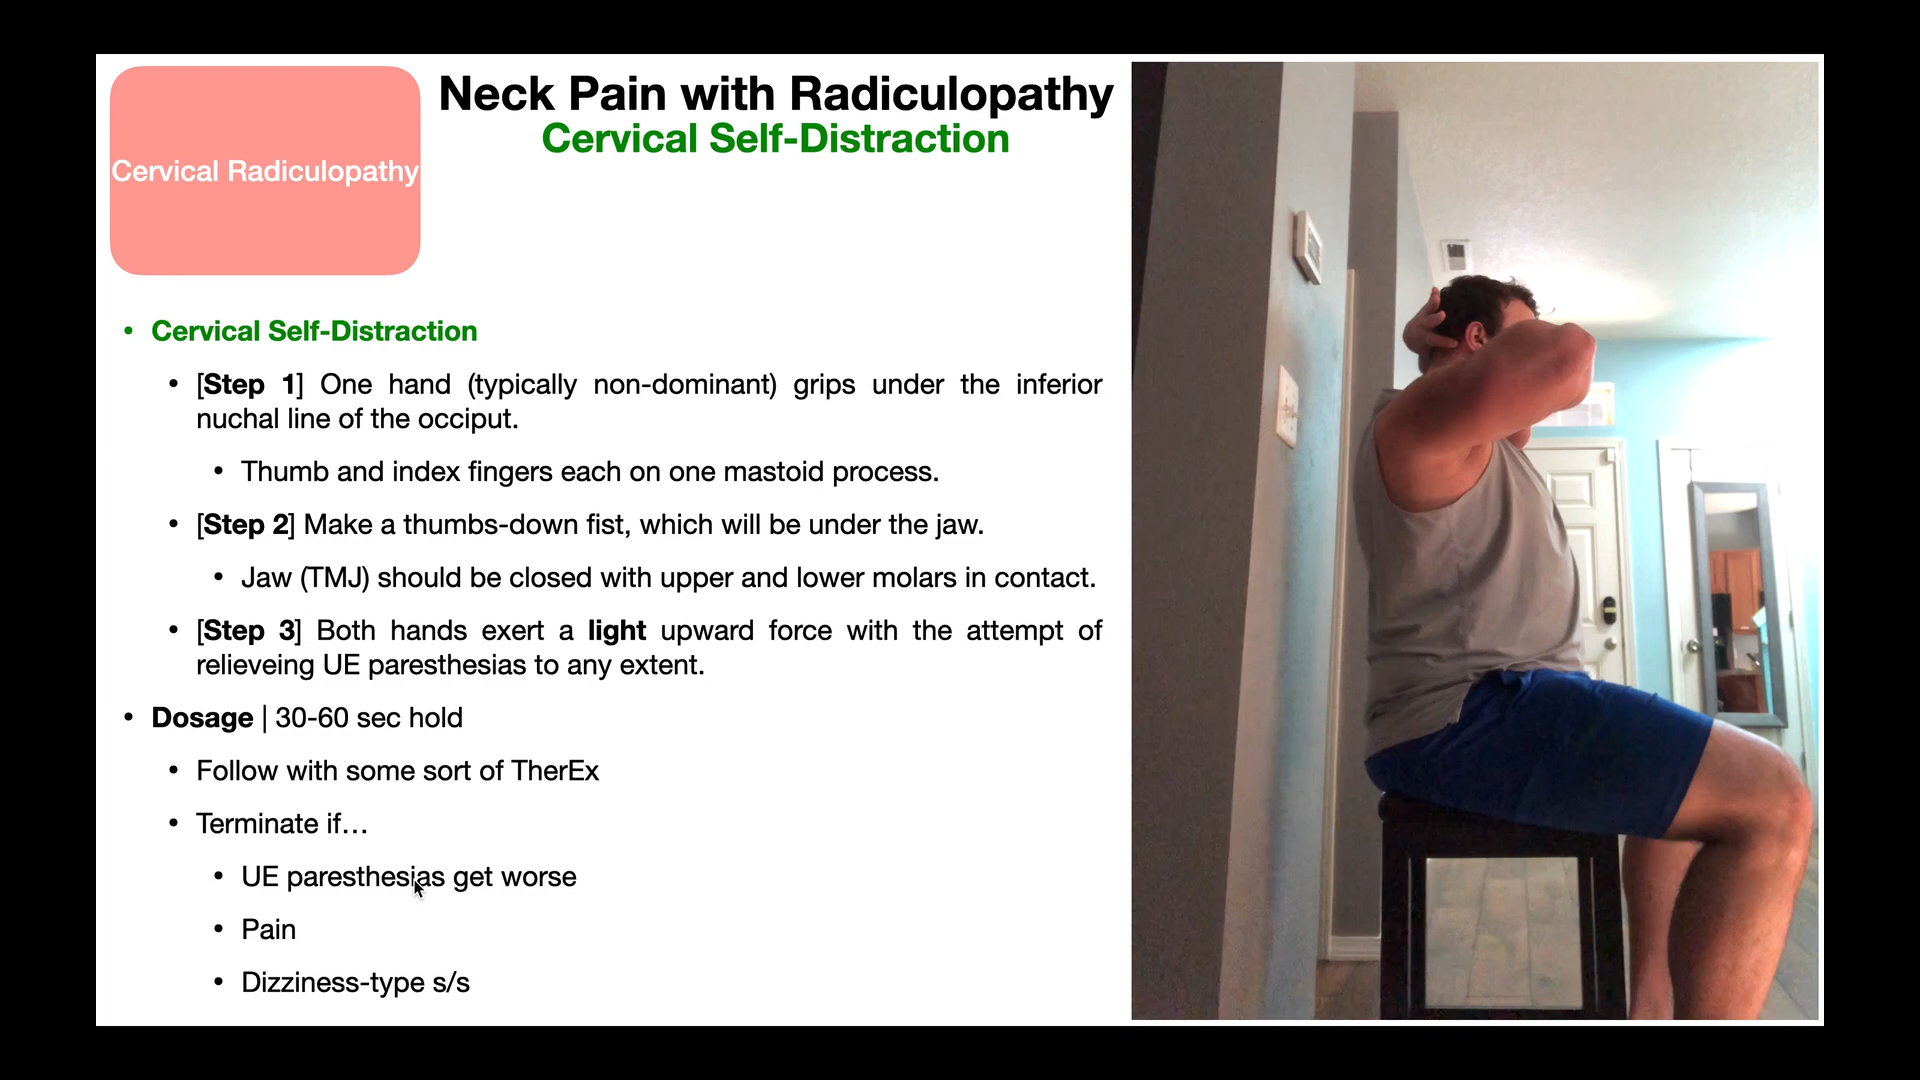 Cervical Radiculopathy
Neck Pain with Radiculopathy
Cervical Self-Distraction
• Cervical Self-Distraction
• [Step 1] One hand (typically non-dominant) grips under the inferior
nuchal line of the occiput.
• Thumb and index fingers each on one mastoid process.
• [Step 2] Make a thumbs-down fist, which will be under the jaw.
• Jaw (TMJ) should be closed with upper and lower molars in contact.
• [Step 3] Both hands exert a light upward force with the attempt of
relieveing UE paresthesias to any extent.
• Dosage | 30-60 sec hold
• Follow with some sort of TherEx
• Terminate if…
• UE paresthesias get worse
• Pain
• Dizziness-type s/s